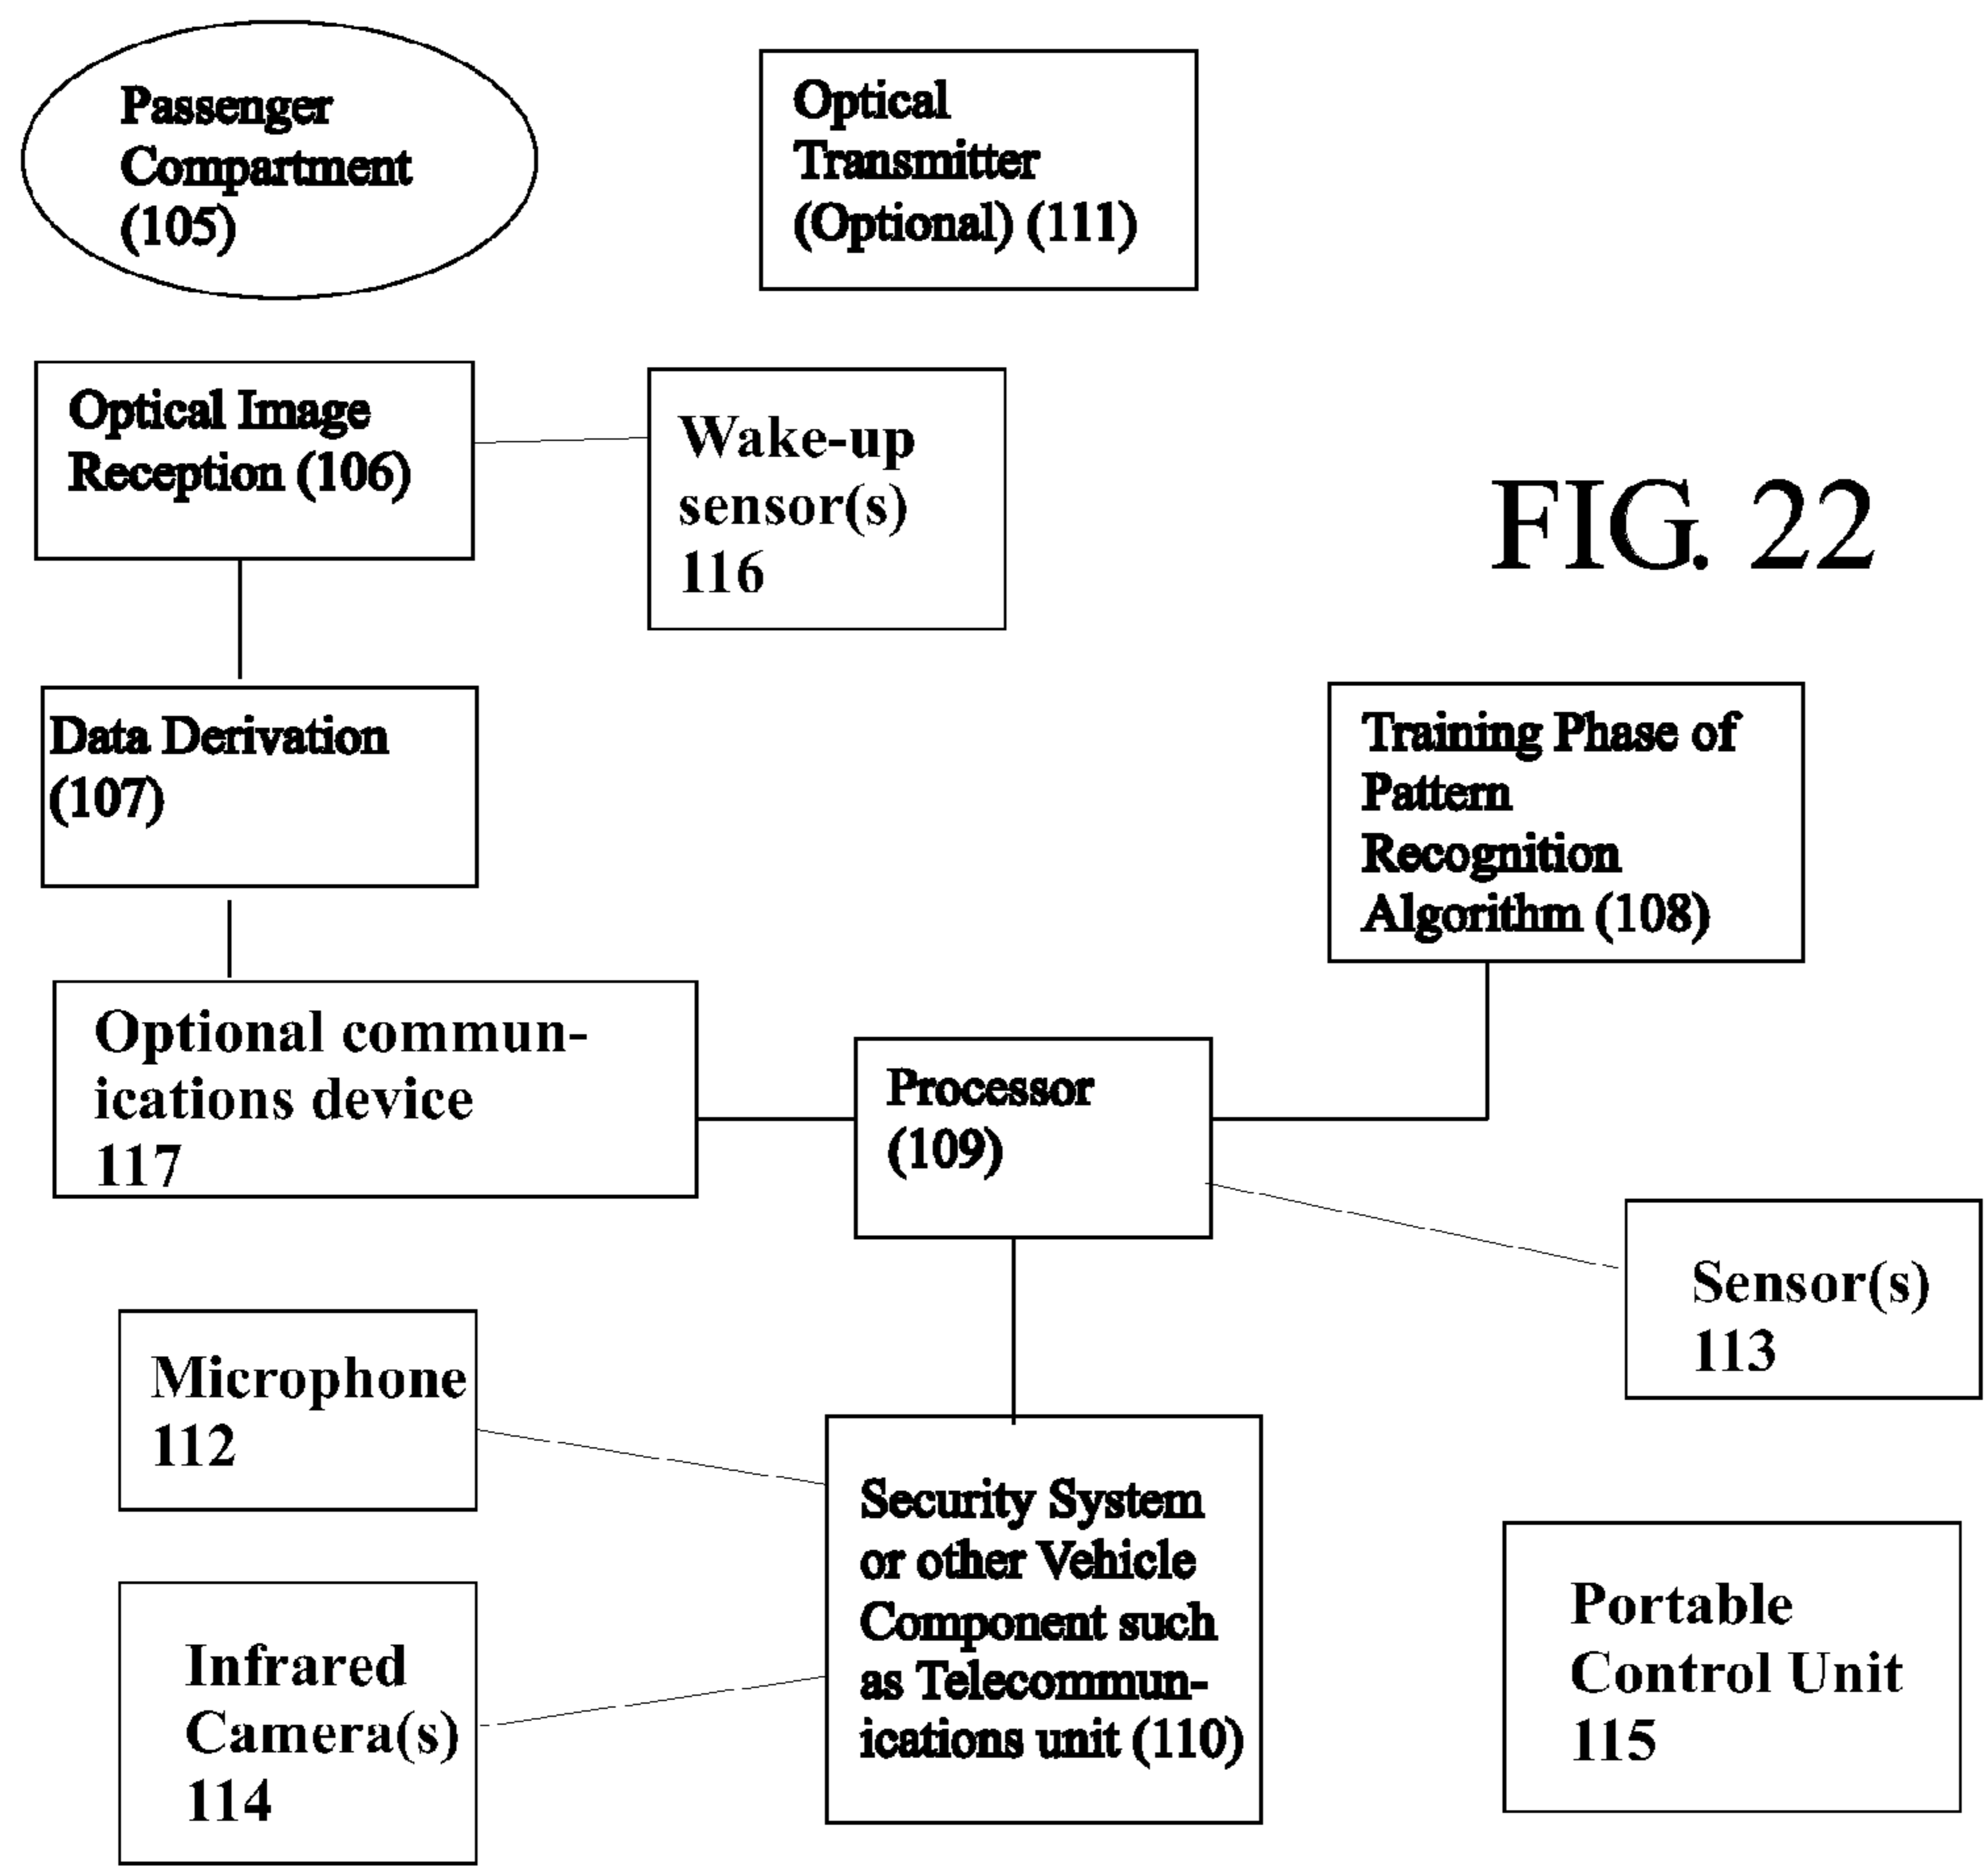 Passenger
Compartment
(105)
Optical
Transmitter
(Optional) (111)
Optical Image
Reception (106)
Wake-up
sensor(s)
116
FIG. 22
Data Derivation
(107)
Training Phase of
Pattern
Recognition
Algorithm (108)
Optional commun-
ications device
117
Processor
(109)
Sensor(s)
113
Microphone
112
Security System
or other Vehicle
Component such
as Telecommun-
ications unit (110)
Infrared
Camera(s)
114
Portable
Control Unit
115